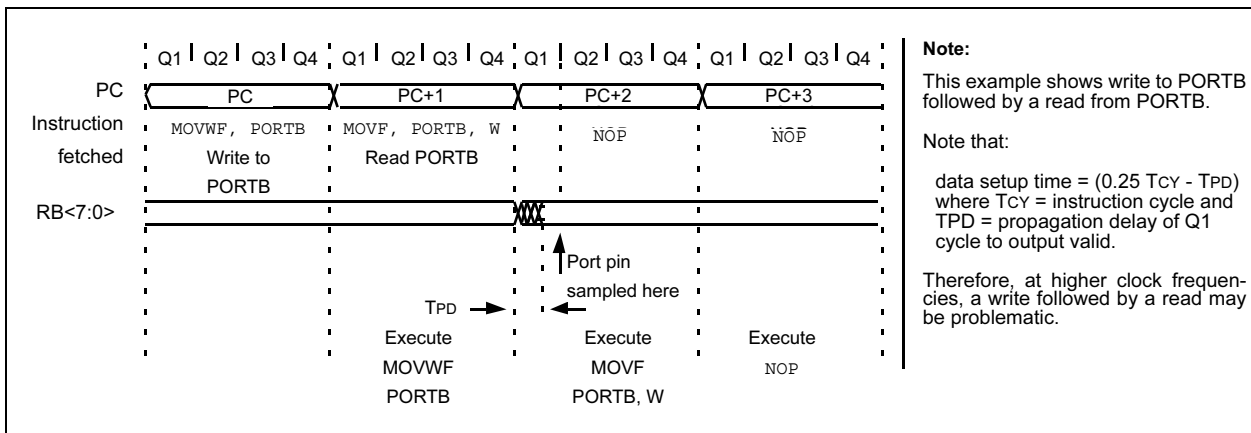 Q1 Q2 Q3 Q4 Q1 Q2 Q3 Q4 Q1 Q2 Q3 Q4 Q1 Q2 Q3 Q4
PC PC PC+1 PC+2 PC+3
Instruction fetched
MOVWF, PORTB MOVF, PORTB, W NOP NOP
Write to PORTB
Read PORTB
RB<7:0>
Port pin
sampled here
TPD
Execute
MOVWF
PORTB
Execute
MOVF
PORTB, W
Execute
NOP
Note:
This example shows write to PORTB
followed by a read from PORTB.
Note that:
data setup time = (0.25 TCY - TPD)
where TCY = instruction cycle and
TPD = propagation delay of Q1
cycle to output valid.
Therefore, at higher clock frequen-
cies, a write followed by a read may
be problematic.